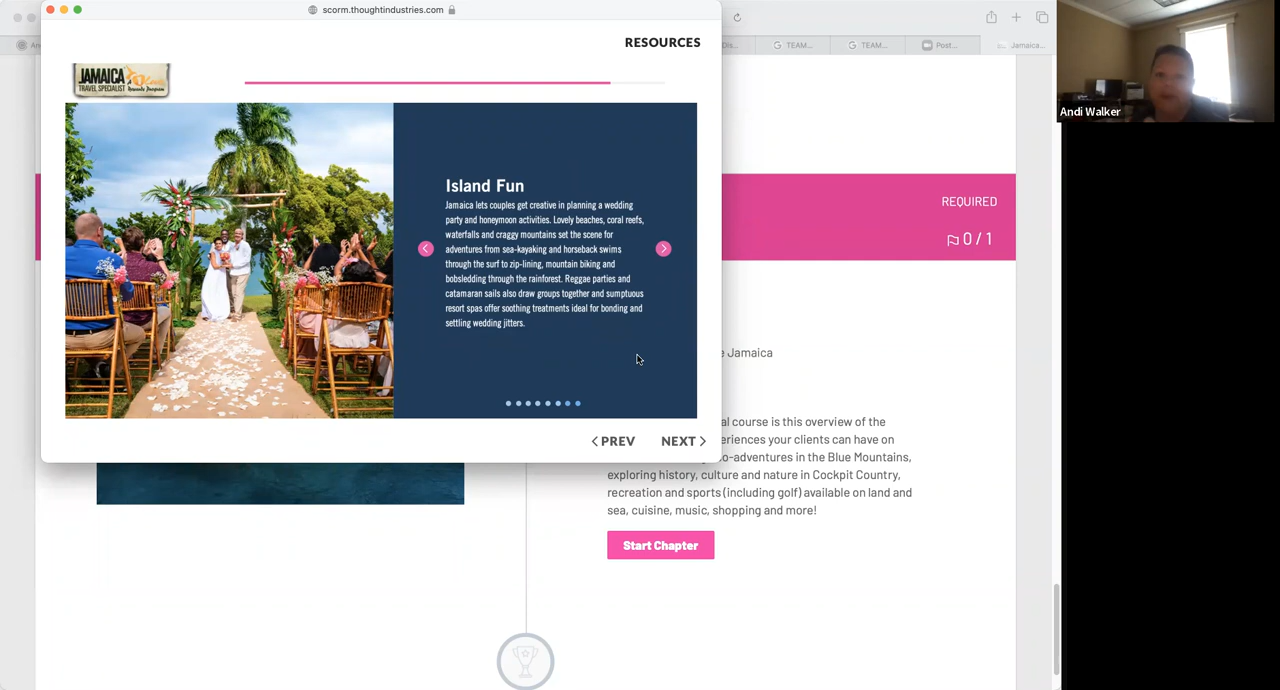 scorm.thoughtindustries.com
RESOURCES
JAMAICA
TRAVEL SPECIALIST
Rewards Program
Island Fun
Jamaica lets couples get creative in planning a wedding
party and honeymoon activities. Lovely beaches, coral reefs,
waterfalls and craggy mountains set the scene for
adventures from sea-kayaking and horseback swims
through the surf to zip-lining, mountain biking and
bobsledding through the rainforest. Reggae parties and
catamaran sails also draw groups together and sumptuous
resort spas offer soothing treatments ideal for bonding and
settling wedding jitters.
PREV
NEXT
TEAM...
TEAM...
Post...
Jamaica...
REQUIRED
0 / 1
e Jamaica
al course is this overview of the
eriences your clients can have on
o-adventures in the Blue Mountains,
exploring history, culture and nature in Cockpit Country,
recreation and sports (including golf) available on land and
sea, cuisine, music, shopping and more!
Start Chapter
Andi Walker